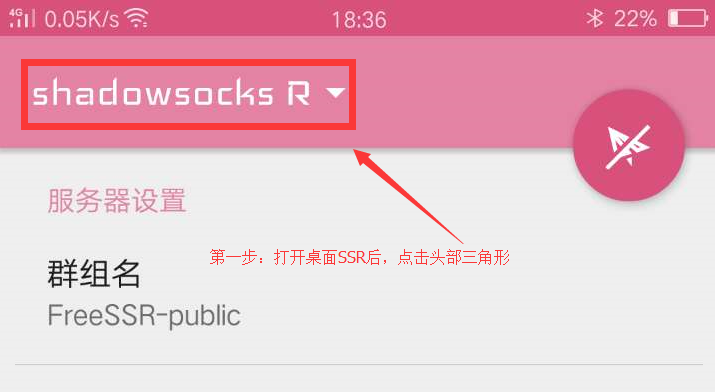 4G 0.05K/s 18:36 22%
shadowsocks R
服务器设置
第一步：打开桌面SSR后，点击头部三角形
群组名
FreeSSR-public